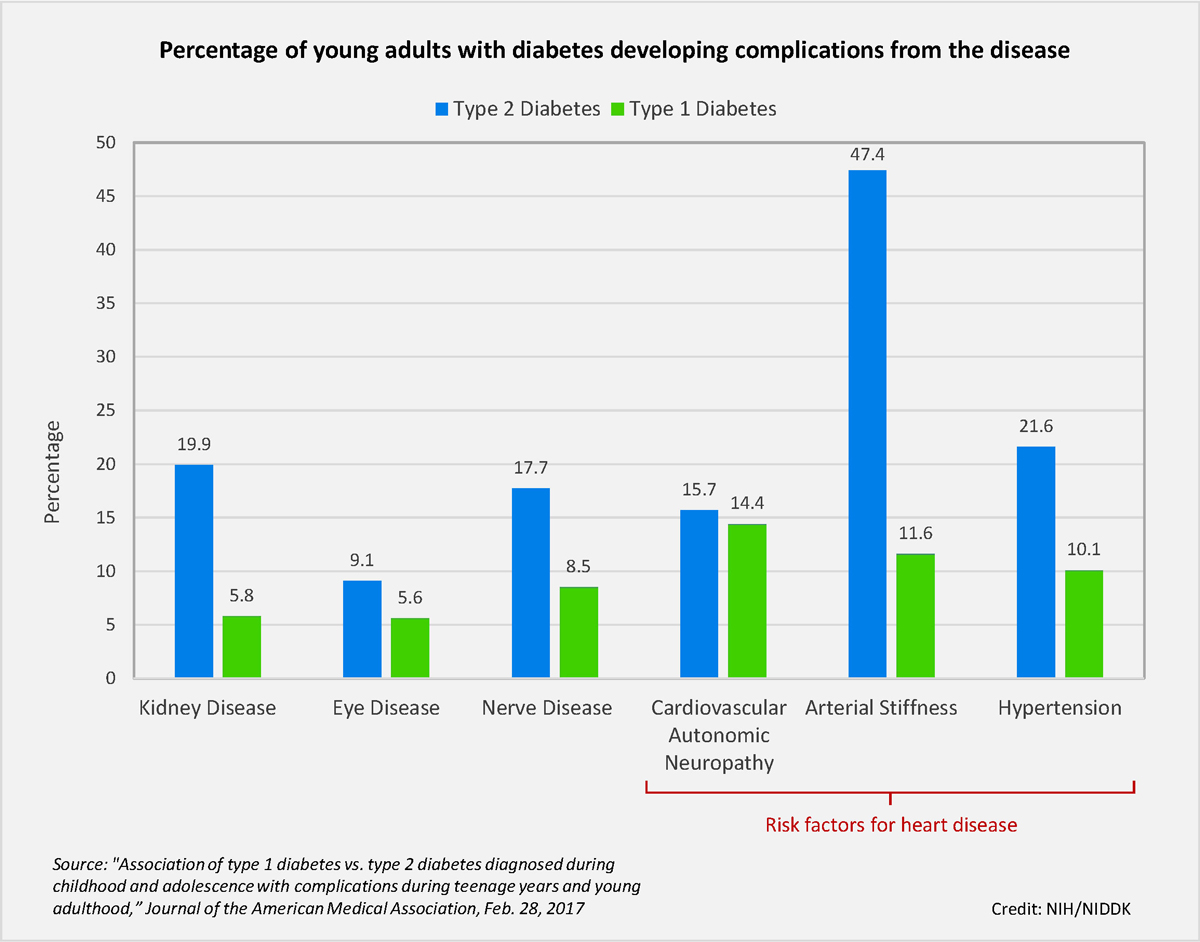 Percentage of young adults with diabetes developing complications from the disease
Type 2 Diabetes Type 1 Diabetes
Percentage
50
45
40
35
30
25
20
15
10
5
0
19.9
5.8
9.1
5.6
17.7
8.5
15.7
14.4
47.4
11.6
21.6
10.1
Kidney Disease
Eye Disease
Nerve Disease
Cardiovascular
Autonomic
Neuropathy
Arterial Stiffness
Hypertension
Risk factors for heart disease
Source: "Association of type 1 diabetes vs. type 2 diabetes diagnosed during
childhood and adolescence with complications during teenage years and young
adulthood,” Journal of the American Medical Association, Feb. 28, 2017
Credit: NIH/NIDDK